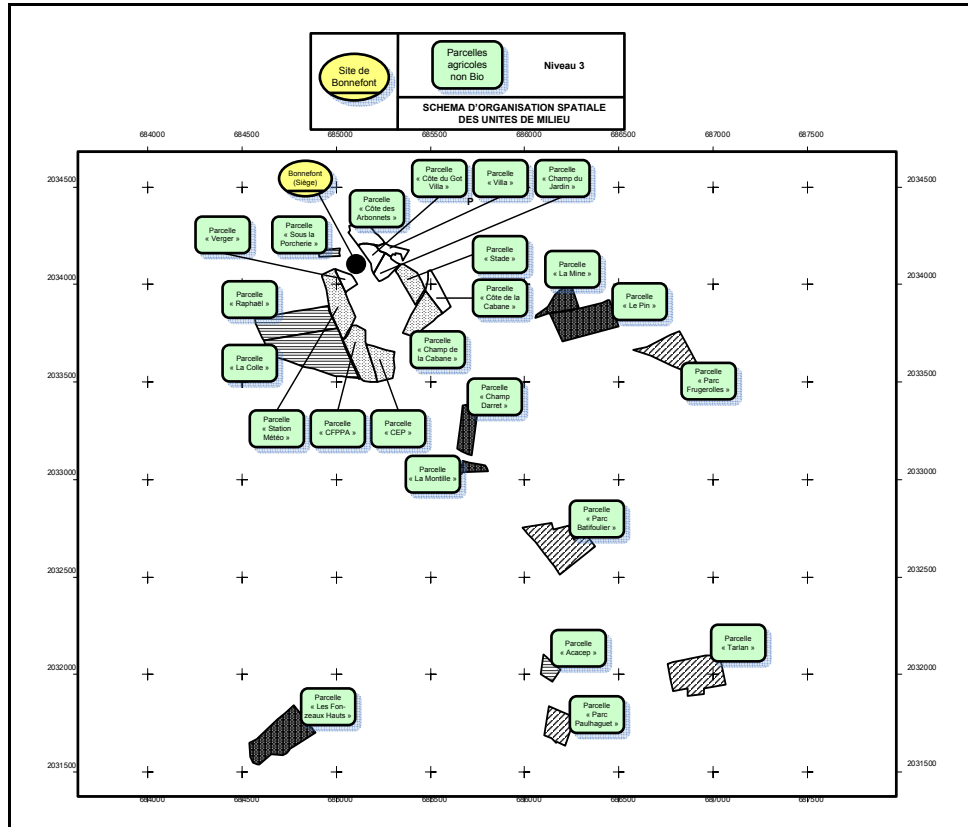 Site de
Bonnefont
Parcelles
agricoles
non Bio
Niveau 3
SCHEMA D'ORGANISATION SPATIALE
DES UNITES DE MILIEU
684000 684500 685000 685500 686000 686500 687000 687500
Bonnefont
(Siège)
Parcelle
« Côte du Got
Villa »
Parcelle
« Villa »
Parcelle
« Champ du
Jardin »
2034500 2034500
Parcelle
« Côte des
Arbonnets »
P
Parcelle
« Verger »
Parcelle
« Sous la
Porcherie »
Parcelle
« Stade »
Parcelle
« La Mine »
2034000 2034000
Parcelle
« Raphaël »
Parcelle
« Côte de la
Cabane »
Parcelle
« Le Pin »
Parcelle
« La Colle »
Parcelle
« Champ de
la Cabane »
Parcelle
« Parc
Frugerolles »
2033500 2033500
Parcelle
« Champ
Darret »
Parcelle
« Station
Météo »
Parcelle
« CFPPA »
Parcelle
« CEP »
Parcelle
« La Montille »
2033000 2033000
Parcelle
« Parc
Batifoulier »
2032500 2032500
Parcelle
« Acacep »
Parcelle
« Tarlan »
2032000 2032000
Parcelle
« Les Fon-
zeaux Hauts »
Parcelle
« Parc
Paulhaguet »
2031500 2031500
684000 684500 685000 685500 686000 686500 687000 687500